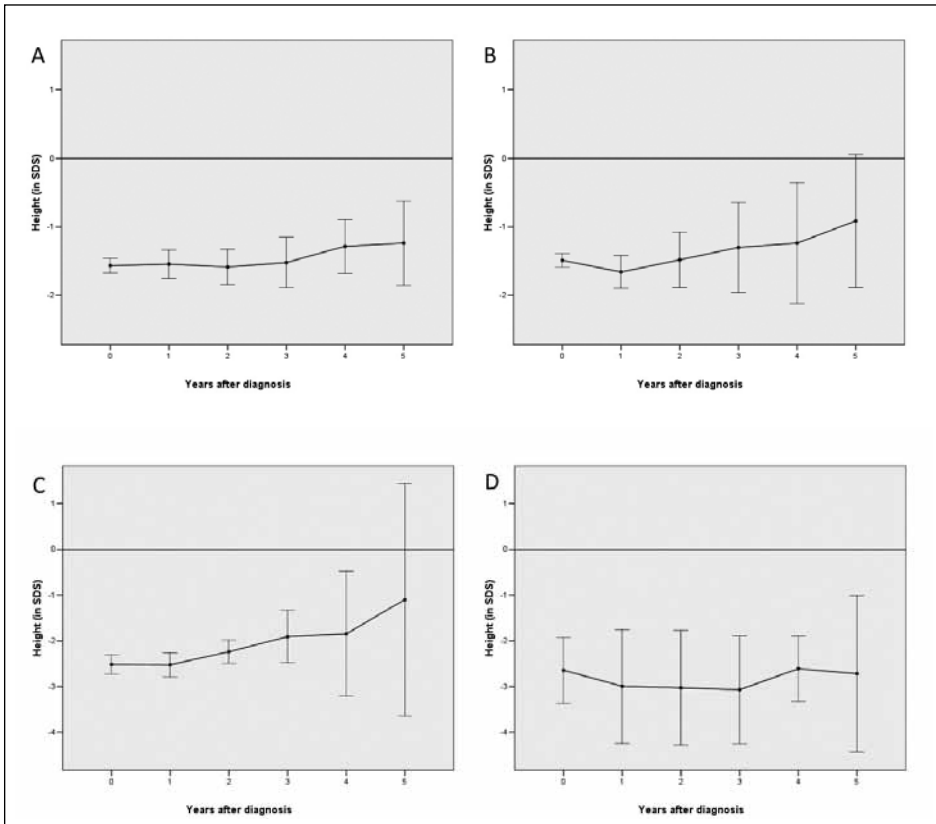 A
Height (in SDS)
1
0
-1
-2
0 1 2 3 4 5
Years after diagnosis
B
Height (in SDS)
1
0
-1
-2
0 1 2 3 4 5
Years after diagnosis
C
Height (in SDS)
1
0
-1
-2
-3
-4
0 1 2 3 4 5
Years after diagnosis
D
Height (in SDS)
1
0
-1
-2
-3
-4
0 1 2 3 4 5
Years after diagnosis